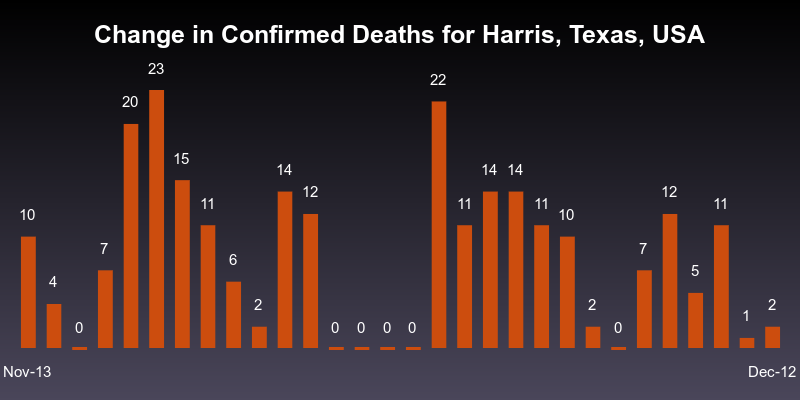 Change in Confirmed Deaths for Harris, Texas, USA
10 4 0 7 20 23 15 11 6 2 14 12 0 0 0 0 22 11 14 14 11 10 2 0 7 12 5 11 1 2
Nov-13 Dec-12